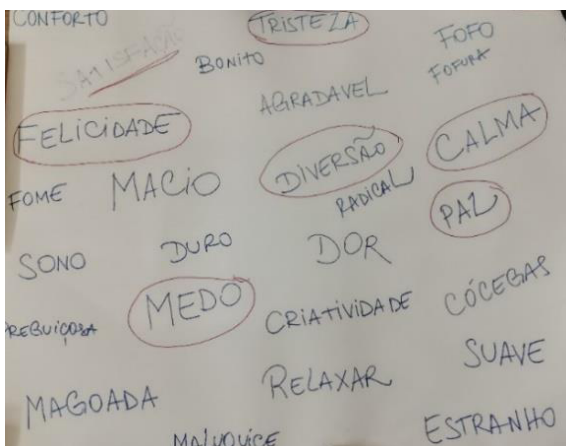 CONFORTO
TRISTEZA
FOFO
SATISFAÇÃO
BONITO
FOFURA
AGRADAVEL
FELICIDADE
DIVERSÃO
CALMA
FOME
MACIO
RADICAL
PAZ
SONO
DURO
DOR
MEDO
CRIATIVIDADE
CÓCEGAS
PREGUIÇOSA
SUAVE
MAGOADA
RELAXAR
MALUQUICE
ESTRANHO